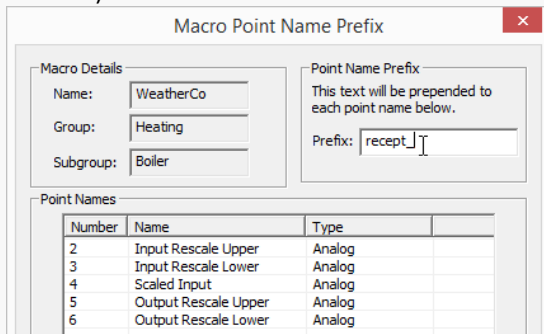 Macro Point Name Prefix
×
Macro Details
Name: WeatherCo
Group: Heating
Subgroup: Boiler
Point Name Prefix
This text will be prepended to
each point name below.
Prefix: recept_
Point Names
Number Name Type
2 Input Rescale Upper Analog
3 Input Rescale Lower Analog
4 Scaled Input Analog
5 Output Rescale Upper Analog
6 Output Rescale Lower Analog